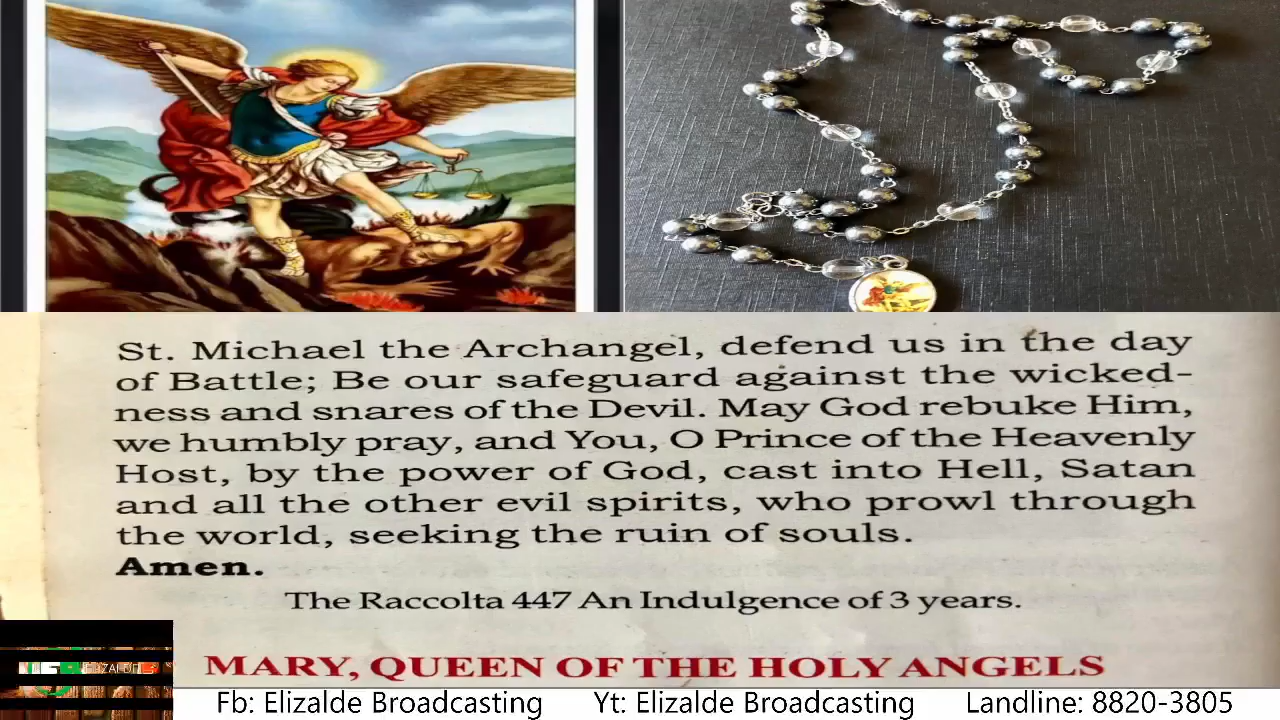 St. Michael the Archangel, defend us in the day
of Battle; Be our safeguard against the wicked-
ness and snares of the Devil. May God rebuke Him,
we humbly pray, and You, O Prince of the Heavenly
Host, by the power of God, cast into Hell, Satan
and all the other evil spirits, who prowl through
the world, seeking the ruin of souls.
Amen.
The Raccolta 447 An Indulgence of 3 years.
MARY, QUEEN OF THE HOLY ANGELS
Fb: Elizalde Broadcasting Yt: Elizalde Broadcasting Landline: 8820-3805